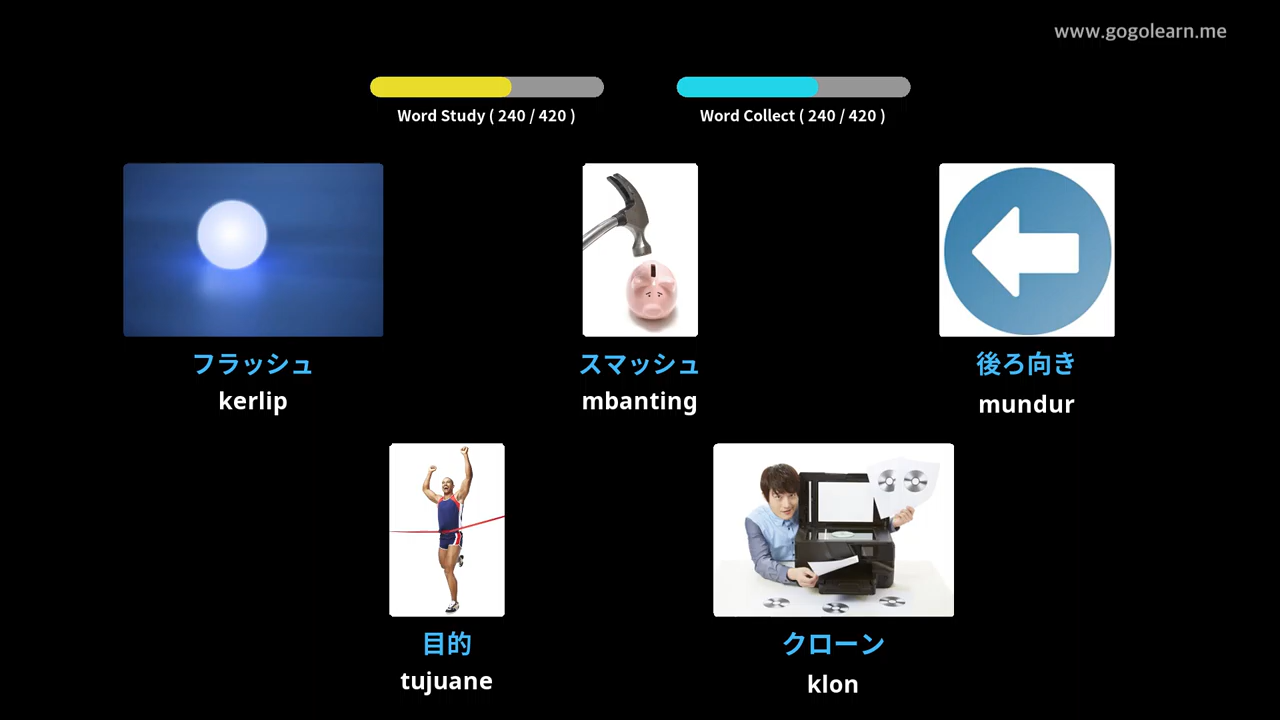 www.gogolearn.me
Word Study ( 240 / 420 )
Word Collect ( 240 / 420 )
フラッシュ
kerlip
スマッシュ
mbanting
後ろ向き
mundur
目的
tujuane
クローン
klon